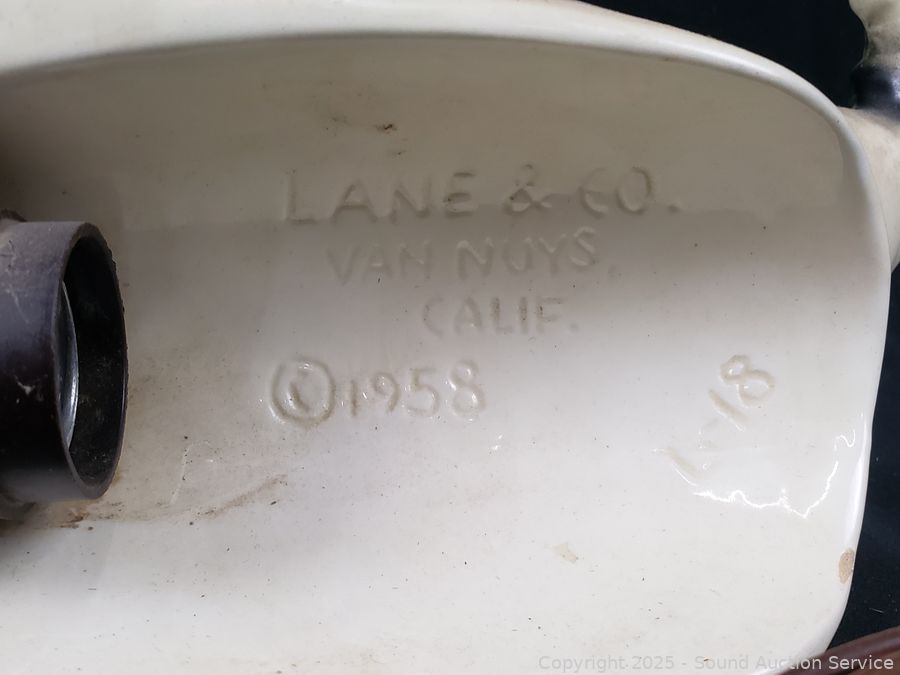 LANE & CO.
VAN NUYS,
CALIF.
© 1958
L-18
Copyright 2025 - Sound Auction Service